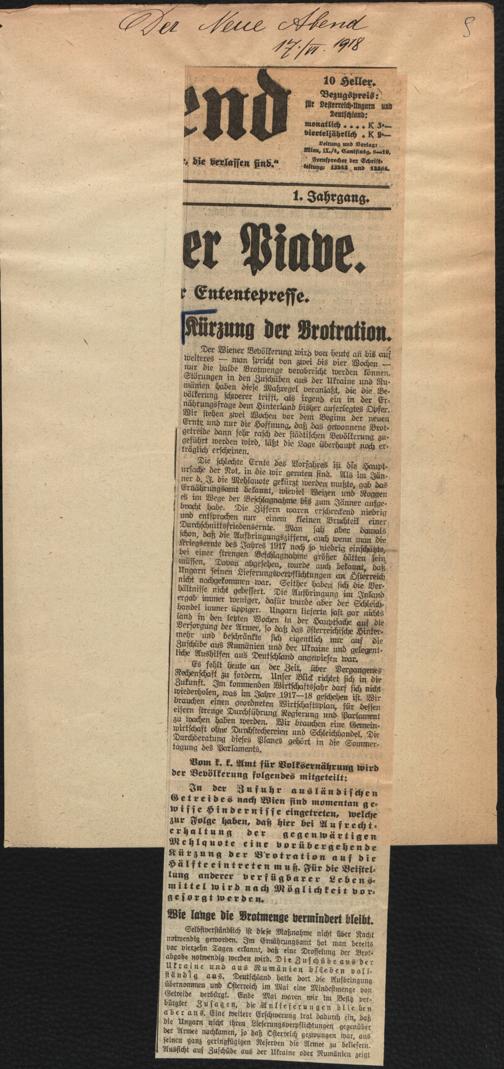 Der Neue Abend
17/VI. 1918
9
end
10 Heller.
Bezugspreis:
für Oesterreich-Ungarn und
Deutschland:
monatlich .... K 3·—
vierteljährlich . K 9·—
Leitung und Verlag:
Wien, IX./1, Canisiusg. 8—10.
Fernsprecher der Schrift-
leitung:
die verlassen sind."
1. Jahrgang.
er Piave.
r Ententepresse.
Kürzung der Brotration.
Der Wiener Bevölkerung wird von heute an bis auf
weiteres — man spricht von zwei bis vier Wochen —
nur die halbe Brotmenge verabreicht werden können.
Störungen in den Zuschüben aus der Ukraine und Ru-
mänien haben diese Maßregel veranlaßt, die die Be-
völkerung schwerer trifft, als irgend ein in der Er-
nährungsfrage dem Hinterland bisher auferlegtes Opfer.
Wir stehen zwei Wochen vor dem Beginn der neuen
Ernte und nur die Hoffnung, daß das gewonnene Brot-
getreide dann sehr rasch der städtischen Bevölkerung zu-
geführt werden wird, läßt die Lage überhaupt noch er-
träglich erscheinen.
Die schlechte Ernte des Vorjahres ist die Haupt-
ursache der Not, in die wir geraten sind. Als im Jän-
ner d. J. die Mehlquote gekürzt werden mußte, gab das
Ernährungsamt bekannt, wieviel Weizen und Roggen
es im Wege der Beschlagnahme bis zum Jänner aufge-
bracht habe. Die Ziffern waren erschreckend niedrig
und entsprachen nur einem kleinen Bruchteil einer
Durchschnittsfriedensernte. Man sah aber damals
schon, daß die Aufbringungsziffern, auch wenn man die
Kriegsernte des Jahres 1917 noch so niedrig einschätzte,
bei einer strengen Beschlagnahme größer hätten sein
müssen. Davon abgesehen, wurde auch bekannt, daß
Ungarn seinen Lieferungsverpflichtungen an Österreich
nicht nachgekommen war. Seither haben sich die Ver-
hältnisse nicht gebessert. Die Aufbringung im Inland
ergab immer weniger, dafür wurde aber der Schleich-
handel immer üppiger. Ungarn lieferte fast gar nichts
und in den letzten Wochen in der Hauptsache auf die
Versorgung der Armee, so daß das österreichische Hinter-
mehr und beschränkte sich eigentlich nur auf die
Zuschübe aus Rumänien und der Ukraine und gelegent-
liche Aushilfen aus Deutschland angewiesen war.
Es fehlt heute an der Zeit, über Vergangenes
Rechenschaft zu fordern. Unser Blick richtet sich in die
Zukunft. Im kommenden Wirtschaftsjahr darf sich nicht
wiederholen, was im Jahre 1917—18 geschehen ist. Wir
brauchen einen geordneten Wirtschaftsplan, für dessen
eisern strenge Durchführung Regierung und Parlament
zu wachen haben werden. Wir brauchen eine Gemein-
wirtschaft ohne Durchstechereien und Schleichhandel. Die
Durchberatung dieses Planes gehört in die Sommer-
tagung des Parlaments.
Vom k. k. Amt für Volksernährung wird
der Bevölkerung folgendes mitgeteilt:
In der Zufuhr ausländischen
Getreides nach Wien sind momentan ge-
wisse Hindernisse eingetreten, welche
zur Folge haben, daß hier bei Aufrecht-
erhaltung der gegenwärtigen
Mehlquote eine vorübergehende
Kürzung der Brotration auf die
Hälfte eintreten muß. Für die Beistel-
lung anderer verfügbarer Lebens-
mittel wird nach Möglichkeit vor-
gesorgt werden.
Wie lange die Brotmenge vermindert bleibt.
Selbstverständlich ist diese Maßnahme nicht über Nacht
notwendig geworden. Im Ernährungsamt hat man bereits
vor vierzehn Tagen erkannt, daß eine Drosselung der Brot-
abgabe notwendig werden wird. Die Zuschübe aus der
Ukraine und aus Rumänien blieben voll-
ständig aus. Deutschland hatte dort die Aufbringung
übernommen und Österreich im Mai eine Mindestmenge von
Getreide verbürgt. Ende Mai waren wir im Besitz ver-
bürgter Zusagen, die Anlieferungen blieben
aber aus. Eine weitere Erschwerung trat dadurch ein, daß
die Ungarn nicht ihren Lieferungsverpflichtungen gegenüber
der Armee nachkamen, so daß Österreich gezwungen war, aus
seinen ganz geringfügigen Reserven die Armee zu beliefern.
Aussicht auf Zuschübe aus der Ukraine oder Rumänien zeigt